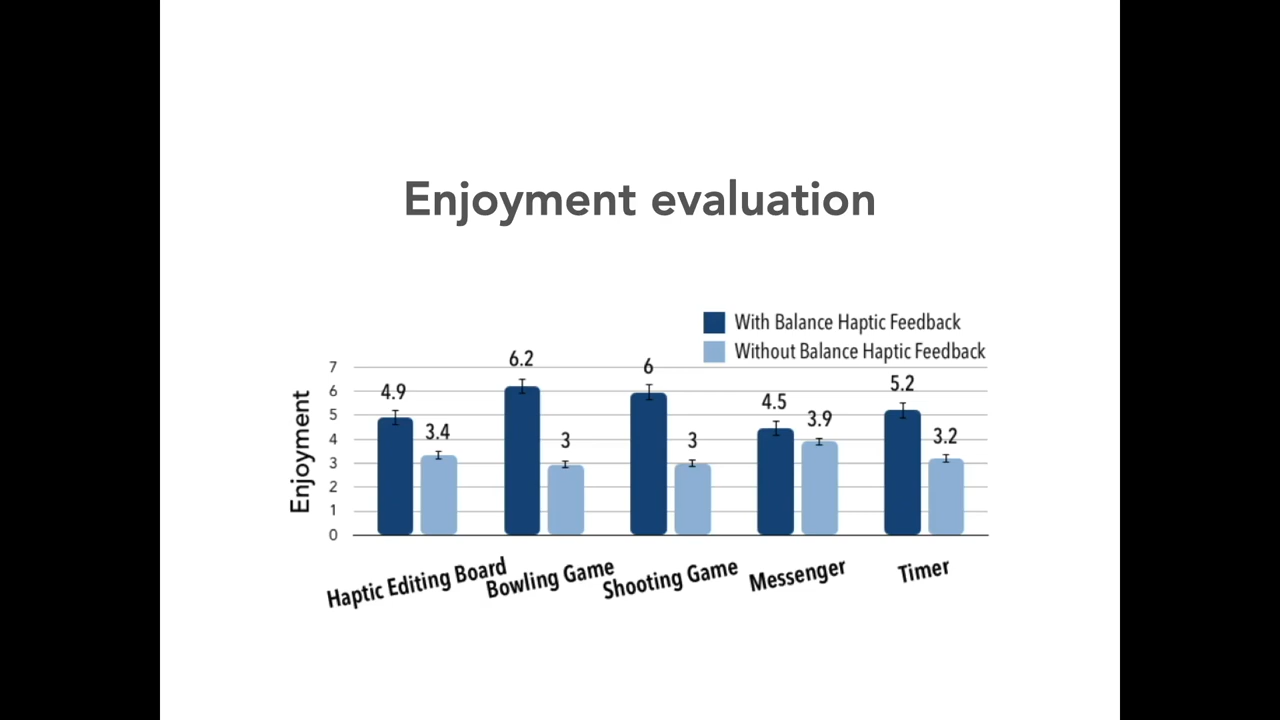 Enjoyment evaluation
With Balance Haptic Feedback
Without Balance Haptic Feedback
Enjoyment
7
6
5
4
3
2
1
0
4.9
3.4
6.2
3
6
3
4.5
3.9
5.2
3.2
Haptic Editing Board
Bowling Game
Shooting Game
Messenger
Timer